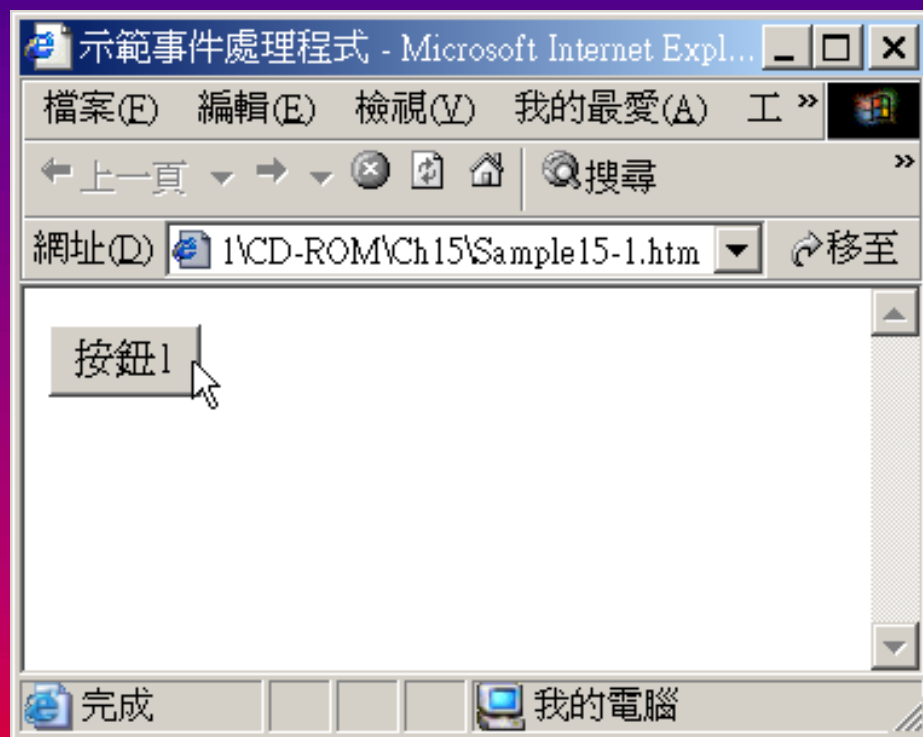 示範事件處理程式 - Microsoft Internet Expl...
檔案(F) 編輯(E) 檢視(V) 我的最愛(A) 工 »
上一頁 搜尋 »
網址(D) 1\CD-ROM\Ch15\Sample15-1.htm 移至
按鈕1
完成 我的電腦